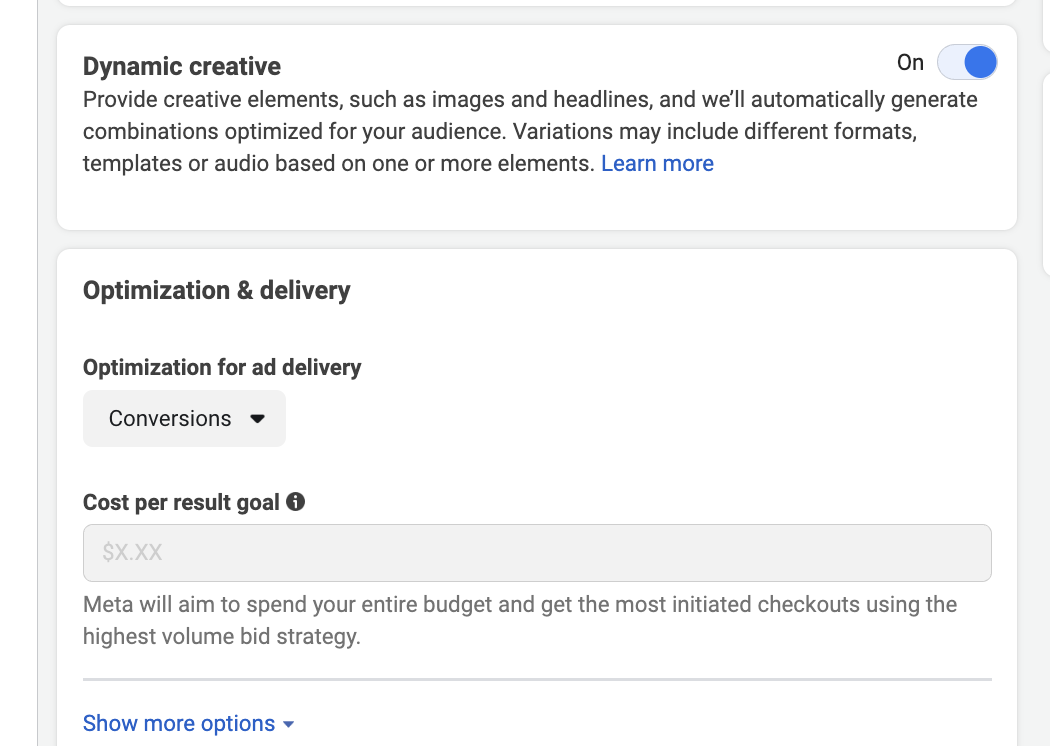 Dynamic creative
On
Provide creative elements, such as images and headlines, and we’ll automatically generate
combinations optimized for your audience. Variations may include different formats,
templates or audio based on one or more elements. Learn more
Optimization & delivery
Optimization for ad delivery
Conversions
Cost per result goal
$X.XX
Meta will aim to spend your entire budget and get the most initiated checkouts using the
highest volume bid strategy.
Show more options